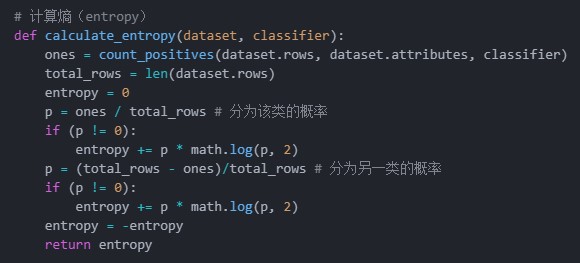 # 计算熵（entropy）
def calculate_entropy(dataset, classifier):
    ones = count_positives(dataset.rows, dataset.attributes, classifier)
    total_rows = len(dataset.rows)
    entropy = 0
    p = ones / total_rows # 分为该类的概率
    if (p != 0):
        entropy += p * math.log(p, 2)
    p = (total_rows - ones)/total_rows # 分为另一类的概率
    if (p != 0):
        entropy += p * math.log(p, 2)
    entropy = -entropy
    return entropy